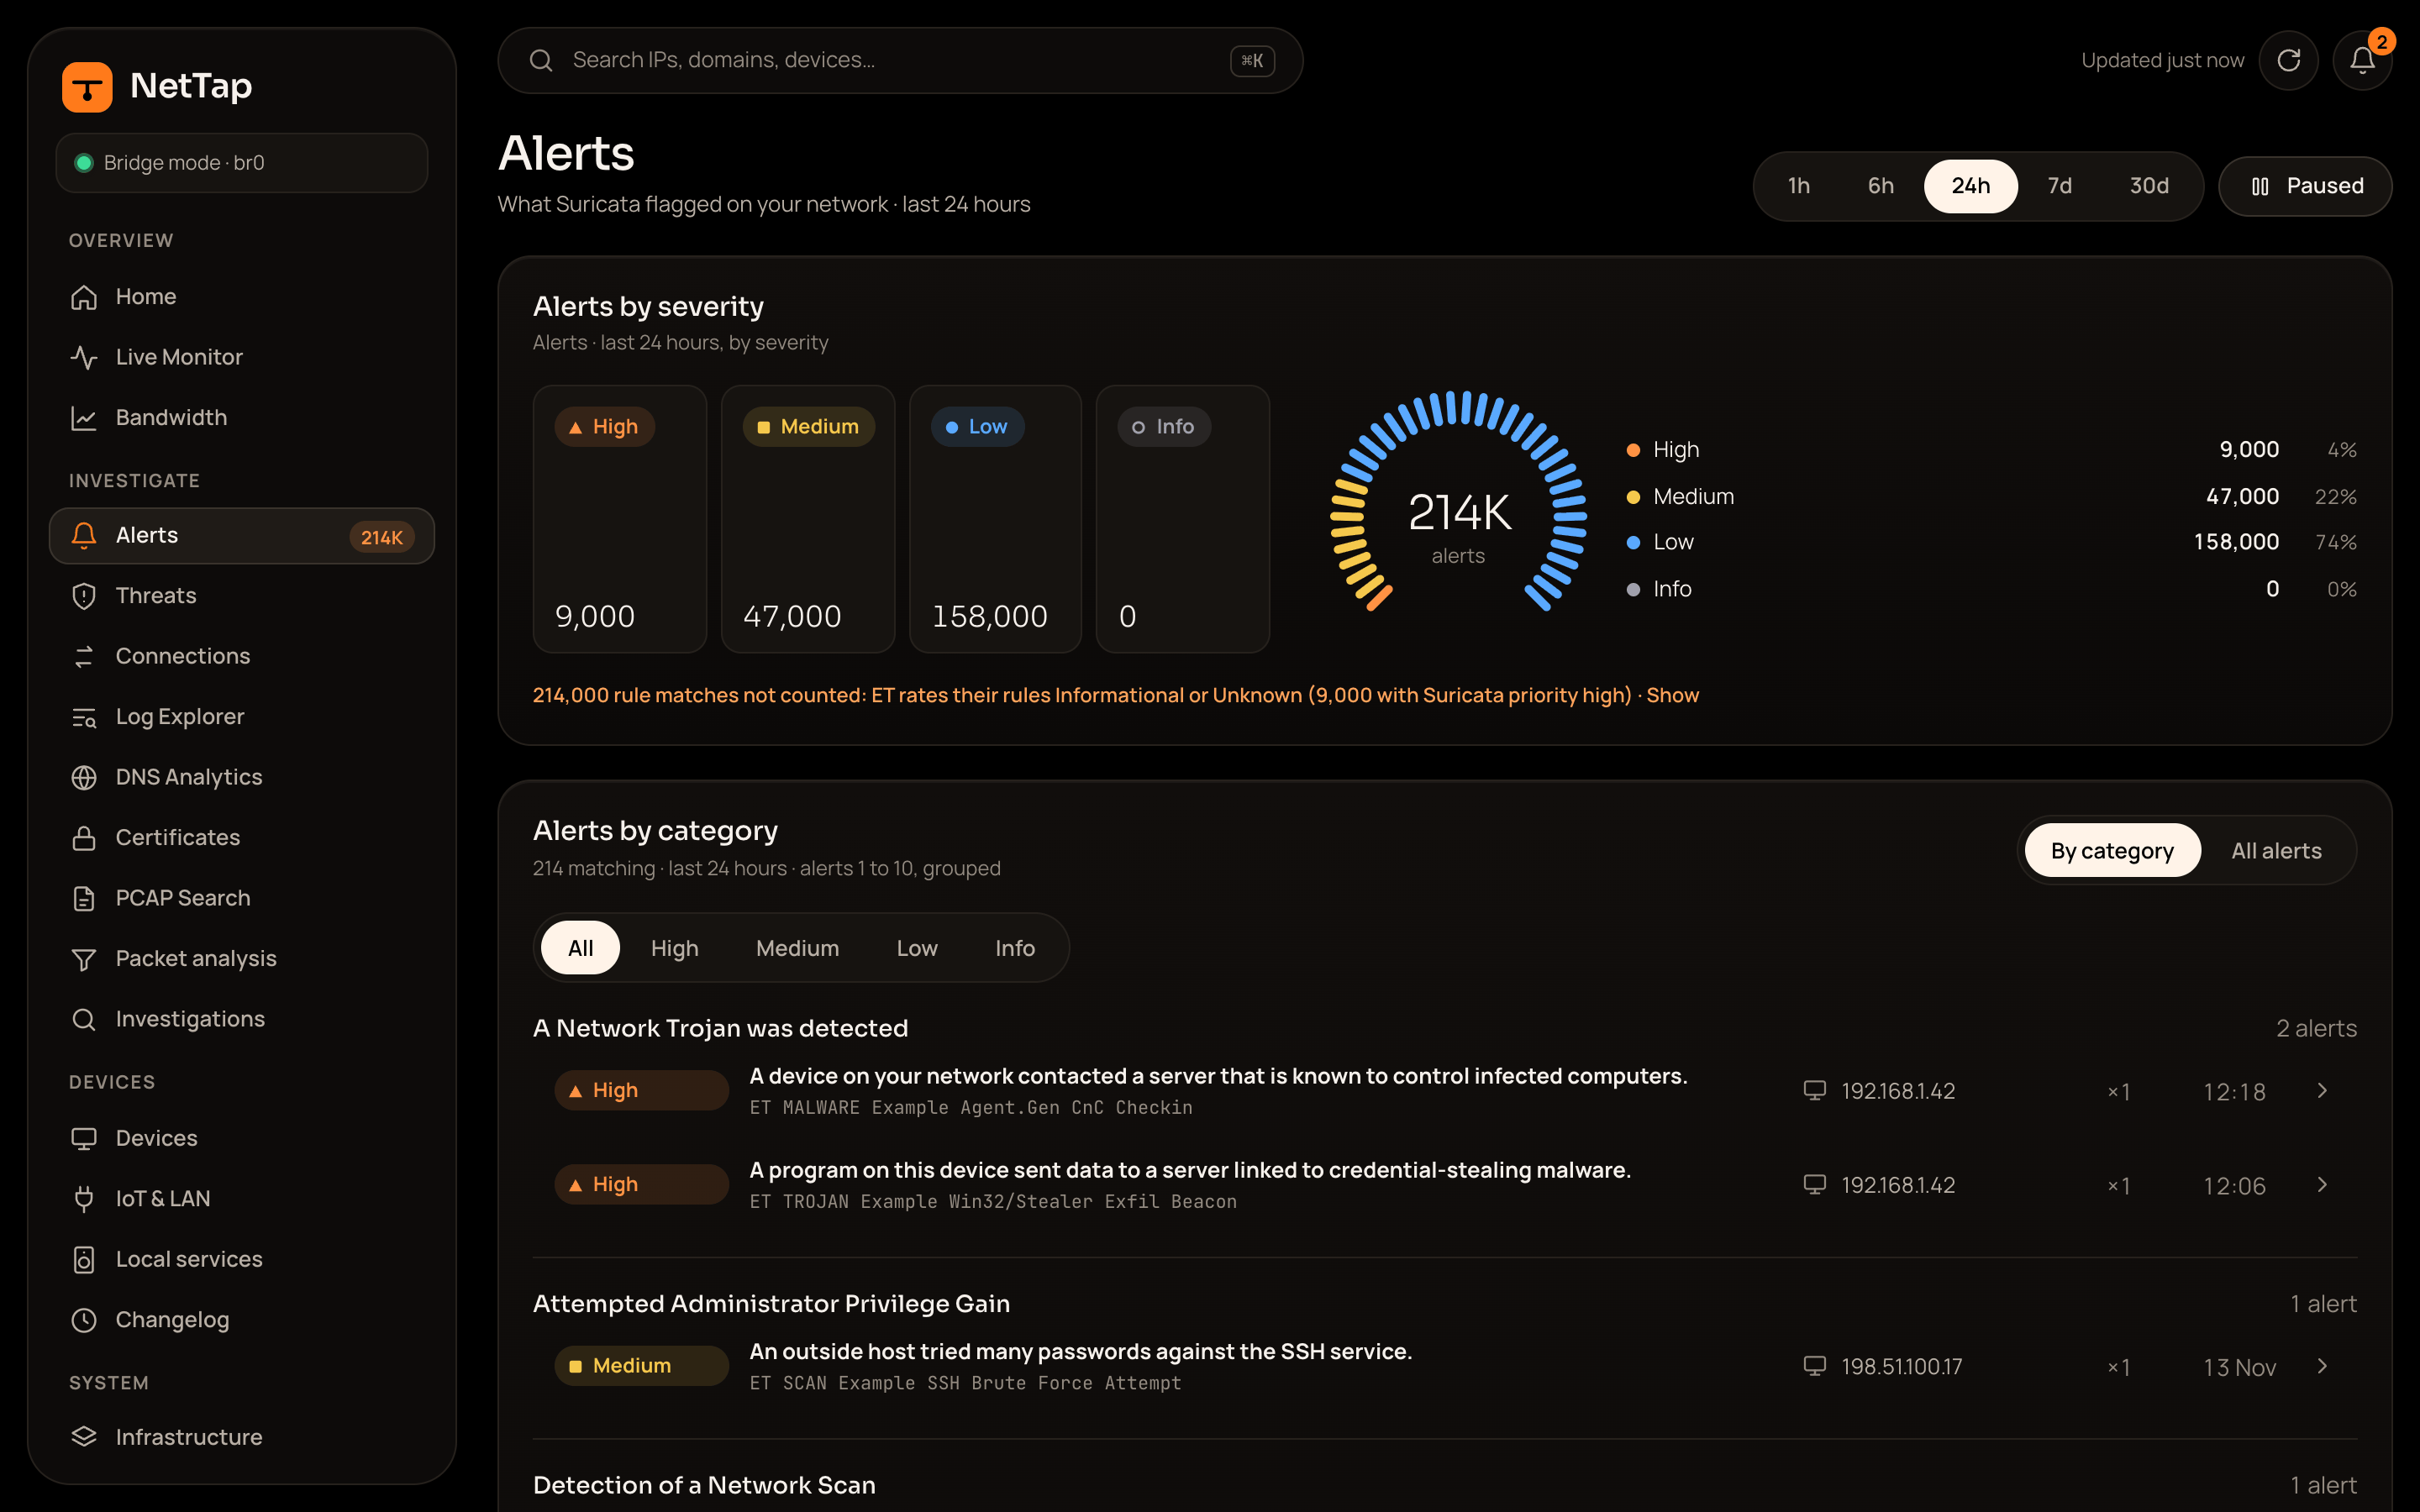 NetTap
Bridge mode · br0
OVERVIEW
Home
Live Monitor
Bandwidth
INVESTIGATE
Alerts 214K
Threats
Connections
Log Explorer
DNS Analytics
Certificates
PCAP Search
Packet analysis
Investigations
DEVICES
Devices
IoT & LAN
Local services
Changelog
SYSTEM
Infrastructure
Search IPs, domains, devices… ⌘K
Updated just now 2
Alerts
What Suricata flagged on your network · last 24 hours
1h 6h 24h 7d 30d Paused
Alerts by severity
Alerts · last 24 hours, by severity
High Medium Low Info
9,000 47,000 158,000 0
214K
alerts
High 9,000 4%
Medium 47,000 22%
Low 158,000 74%
Info 0 0%
214,000 rule matches not counted: ET rates their rules Informational or Unknown (9,000 with Suricata priority high) · Show
Alerts by category
214 matching · last 24 hours · alerts 1 to 10, grouped
By category All alerts
All High Medium Low Info
A Network Trojan was detected 2 alerts
High A device on your network contacted a server that is known to control infected computers. 192.168.1.42 ×1 12:18
ET MALWARE Example Agent.Gen CnC Checkin
High A program on this device sent data to a server linked to credential-stealing malware. 192.168.1.42 ×1 12:06
ET TROJAN Example Win32/Stealer Exfil Beacon
Attempted Administrator Privilege Gain 1 alert
Medium An outside host tried many passwords against the SSH service. 198.51.100.17 ×1 13 Nov
ET SCAN Example SSH Brute Force Attempt
Detection of a Network Scan 1 alert